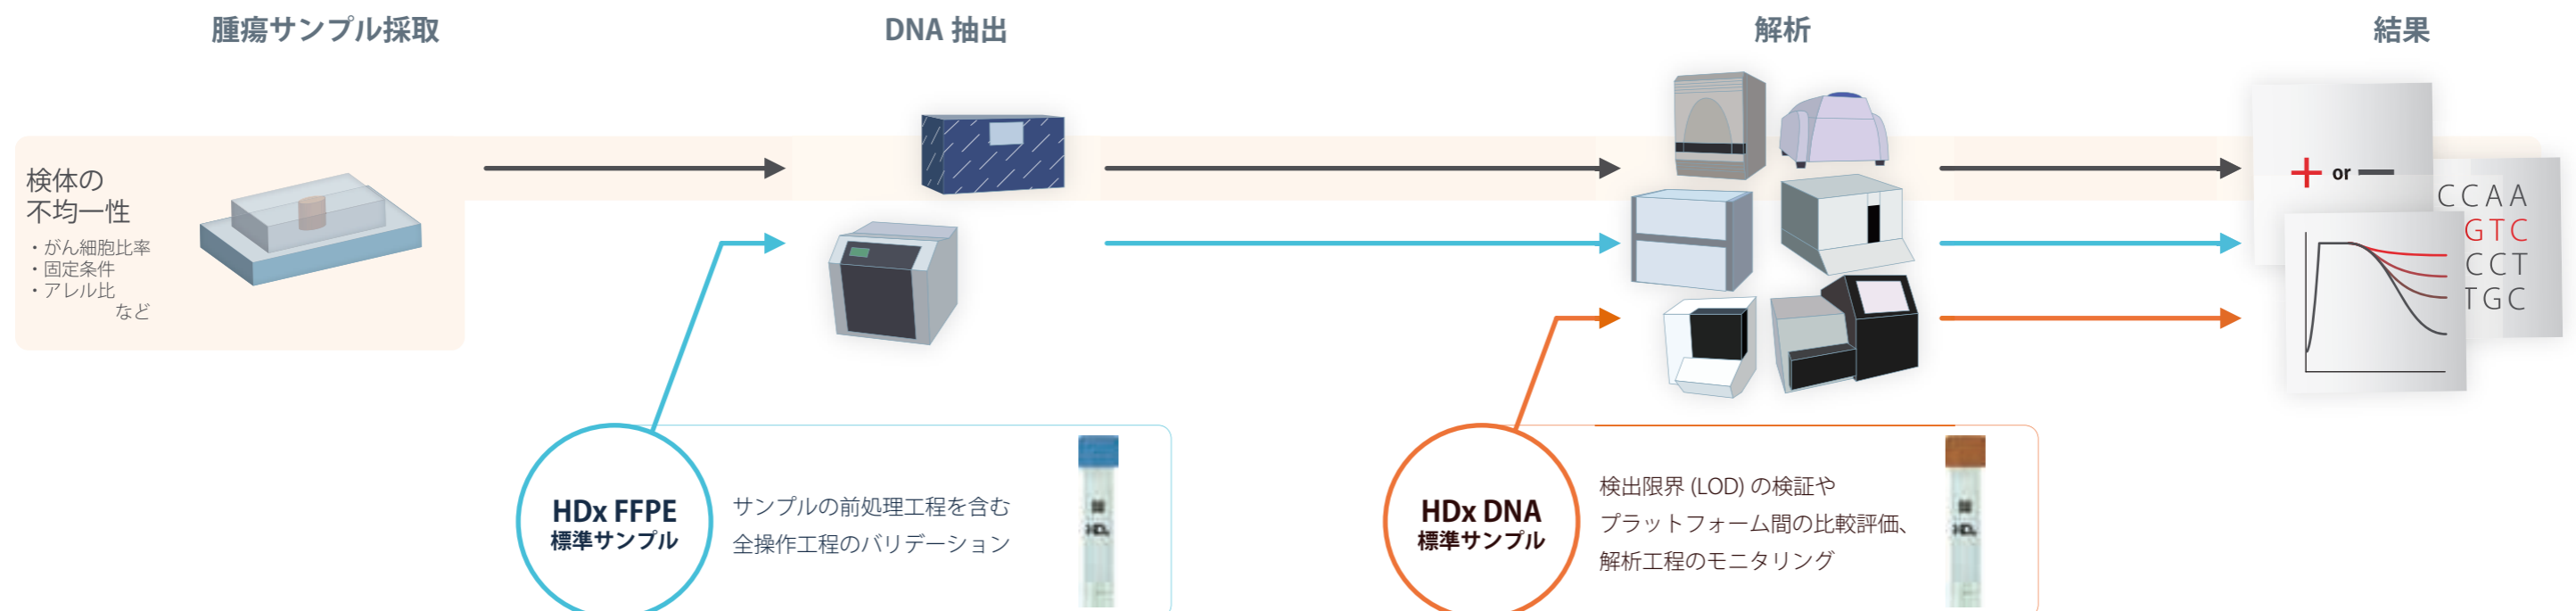 腫瘍サンプル採取
DNA 抽出
解析
結果
検体の
不均一性
・がん細胞比率
・固定条件
・アレル比
など
+ or −
CCAA
GTC
CCT
TGC
HDx FFPE
標準サンプル
サンプルの前処理工程を含む
全操作工程のバリデーション
HDx DNA
標準サンプル
検出限界 (LOD) の検証や
プラットフォーム間の比較評価、
解析工程のモニタリング